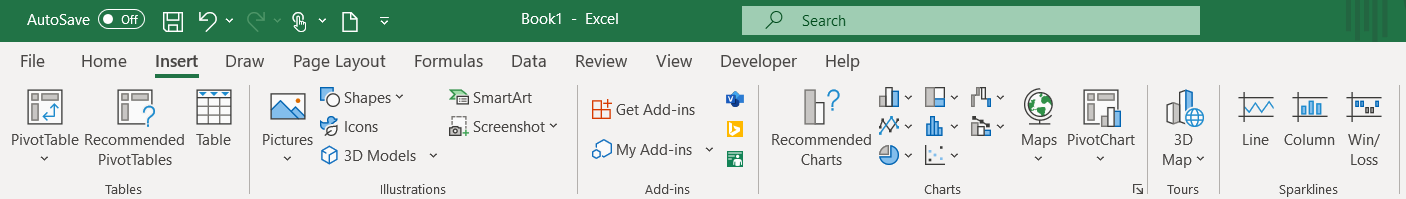 AutoSave Off
Book1 - Excel
Search
File Home Insert Draw Page Layout Formulas Data Review View Developer Help
PivotTable
Recommended
PivotTables
Table
Tables
Pictures
Shapes
Icons
3D Models
SmartArt
Screenshot
Illustrations
Get Add-ins
My Add-ins
Add-ins
Recommended
Charts
Maps
PivotChart
Charts
3D
Map
Tours
Line
Column
Win/
Loss
Sparklines